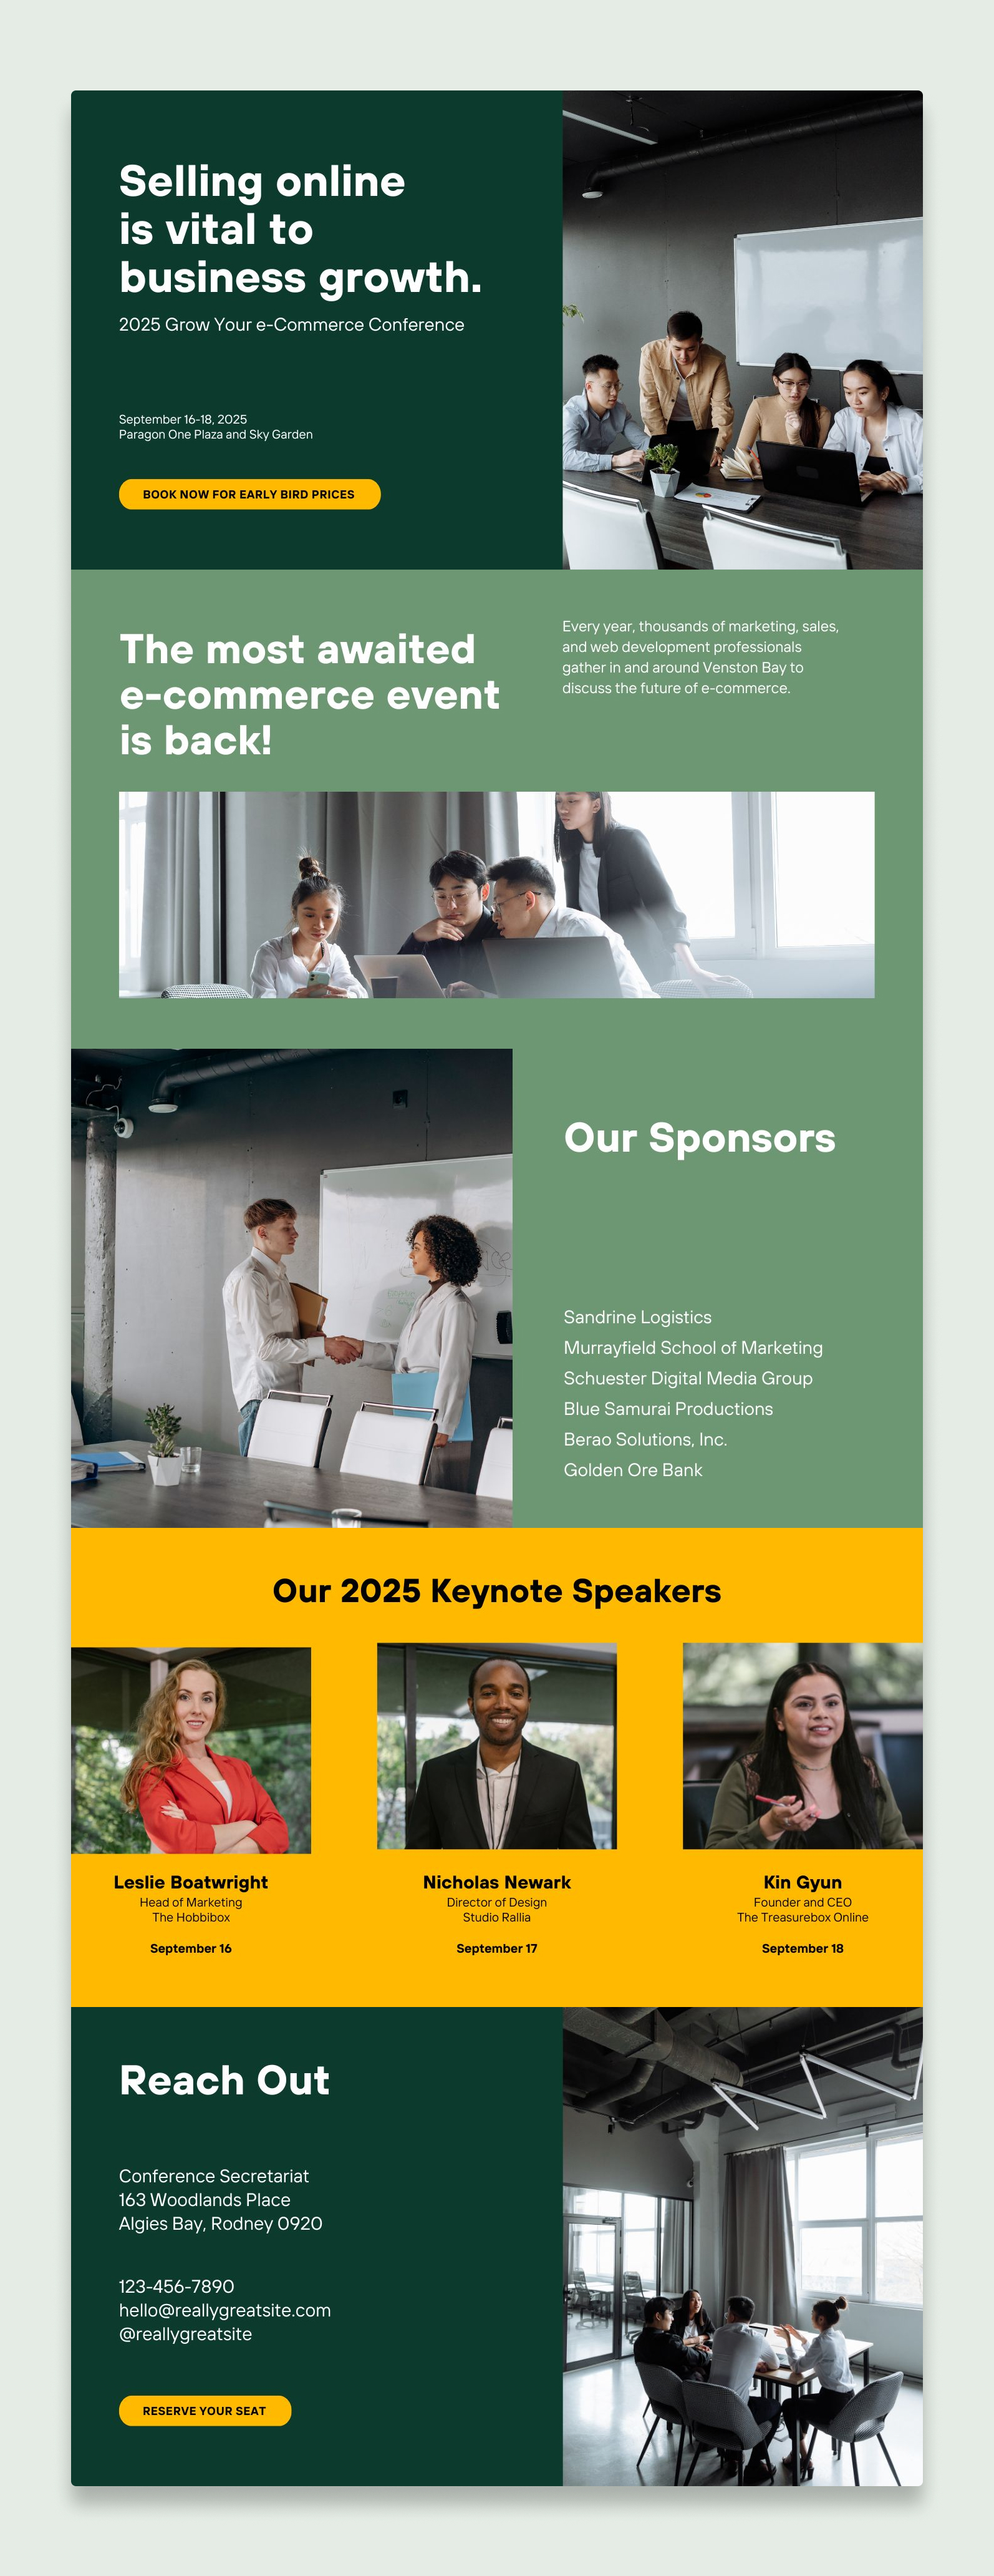 Selling online
is vital to
business growth.
2025 Grow Your e-Commerce Conference
September 16-18, 2025
Paragon One Plaza and Sky Garden
BOOK NOW FOR EARLY BIRD PRICES
The most awaited
e-commerce event
is back!
Every year, thousands of marketing, sales,
and web development professionals
gather in and around Venston Bay to
discuss the future of e-commerce.
Our Sponsors
Sandrine Logistics
Murrayfield School of Marketing
Schuester Digital Media Group
Blue Samurai Productions
Berao Solutions, Inc.
Golden Ore Bank
Our 2025 Keynote Speakers
Leslie Boatwright
Head of Marketing
The Hobbibox
September 16
Nicholas Newark
Director of Design
Studio Rallia
September 17
Kin Gyun
Founder and CEO
The Treasurebox Online
September 18
Reach Out
Conference Secretariat
163 Woodlands Place
Algies Bay, Rodney 0920
123-456-7890
hello@reallygreatsite.com
@reallygreatsite
RESERVE YOUR SEAT